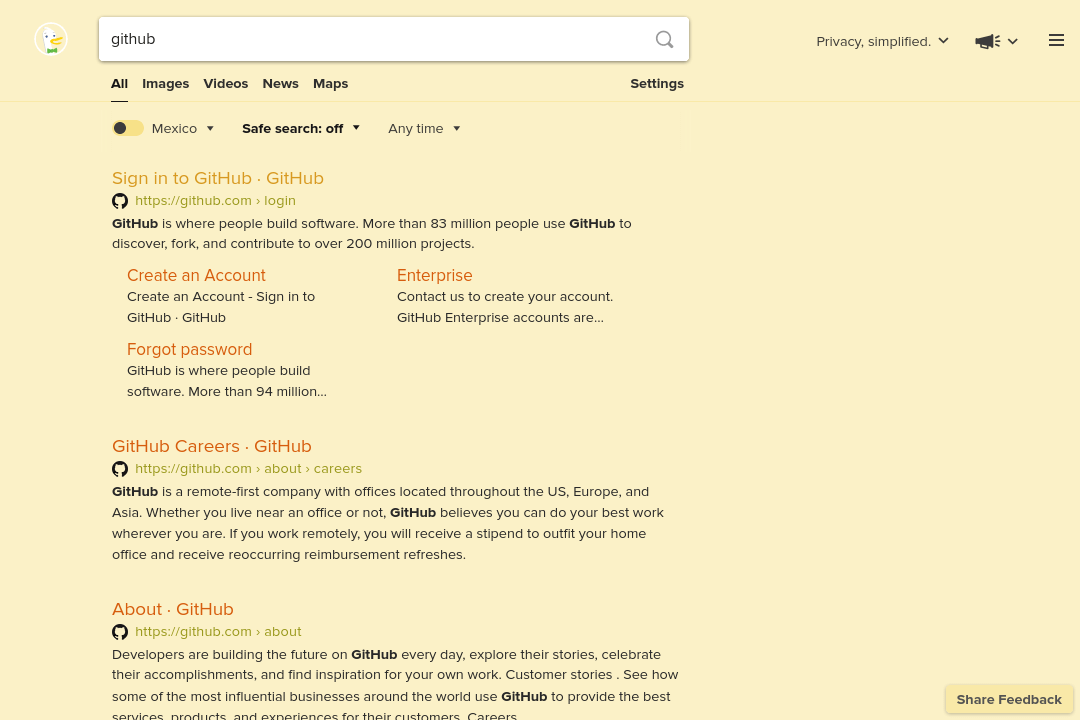 github
Privacy, simplified.
All Images Videos News Maps Settings
Mexico Safe search: off Any time
Sign in to GitHub · GitHub
https://github.com › login
GitHub is where people build software. More than 83 million people use GitHub to
discover, fork, and contribute to over 200 million projects.
Create an Account
Create an Account - Sign in to
GitHub · GitHub
Enterprise
Contact us to create your account.
GitHub Enterprise accounts are...
Forgot password
GitHub is where people build
software. More than 94 million...
GitHub Careers · GitHub
https://github.com › about › careers
GitHub is a remote-first company with offices located throughout the US, Europe, and
Asia. Whether you live near an office or not, GitHub believes you can do your best work
wherever you are. If you work remotely, you will receive a stipend to outfit your home
office and receive reoccurring reimbursement refreshes.
About · GitHub
https://github.com › about
Developers are building the future on GitHub every day, explore their stories, celebrate
their accomplishments, and find inspiration for your own work. Customer stories . See how
some of the most influential businesses around the world use GitHub to provide the best
services, products, and experiences for their customers. Careers
Share Feedback